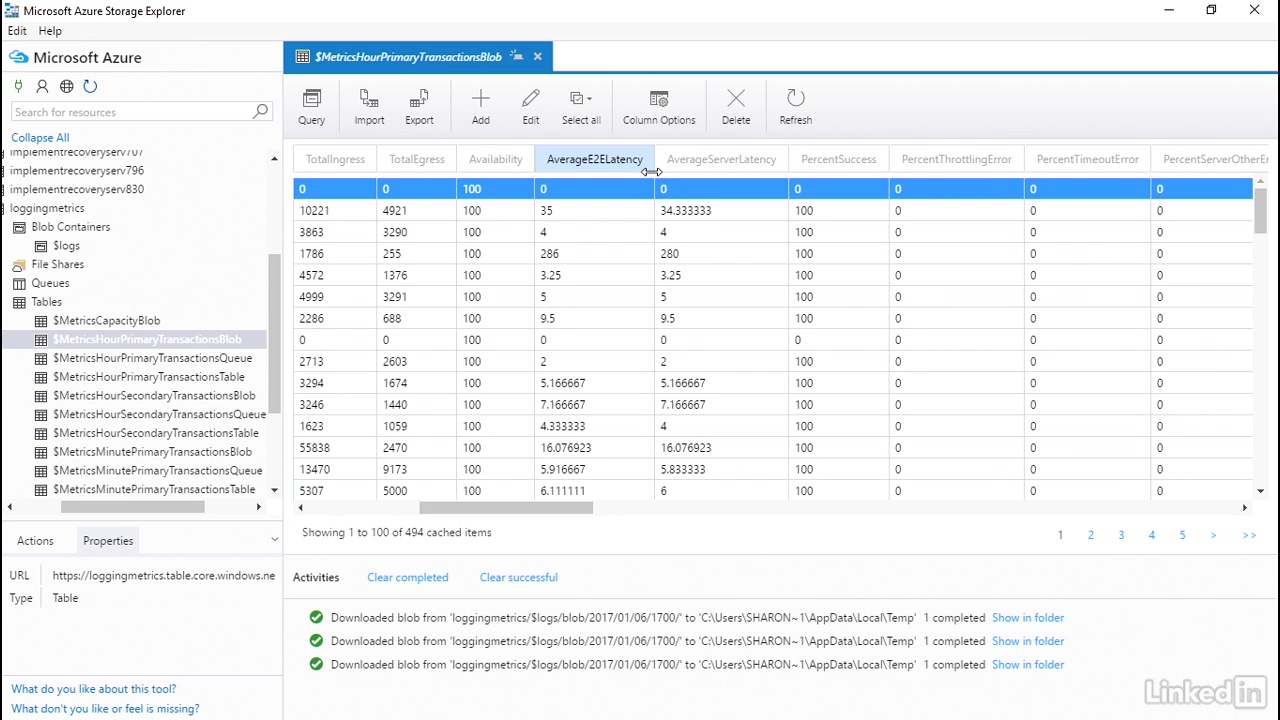 Microsoft Azure Storage Explorer
Edit Help
Microsoft Azure
Search for resources
Collapse All
implementrecoveryserv707
implementrecoveryserv796
implementrecoveryserv830
loggingmetrics
Blob Containers
$logs
File Shares
Queues
Tables
$MetricsCapacityBlob
$MetricsHourPrimaryTransactionsBlob
$MetricsHourPrimaryTransactionsQueue
$MetricsHourPrimaryTransactionsTable
$MetricsHourSecondaryTransactionsBlob
$MetricsHourSecondaryTransactionsQueue
$MetricsHourSecondaryTransactionsTable
$MetricsMinutePrimaryTransactionsBlob
$MetricsMinutePrimaryTransactionsQueue
$MetricsMinutePrimaryTransactionsTable
Actions Properties
URL https://loggingmetrics.table.core.windows.ne
Type Table
What do you like about this tool?
What don't you like or feel is missing?
$MetricsHourPrimaryTransactionsBlob
Query Import Export Add Edit Select all Column Options Delete Refresh
TotalIngress TotalEgress Availability AverageE2ELatency AverageServerLatency PercentSuccess PercentThrottlingError PercentTimeoutError PercentServerOtherEr
0 0 100 0 0 0 0 0 0
10221 4921 100 35 34.333333 100 0 0 0
3863 3290 100 4 4 100 0 0 0
1786 255 100 286 280 100 0 0 0
4572 1376 100 3.25 3.25 100 0 0 0
4999 3291 100 5 5 100 0 0 0
2286 688 100 9.5 9.5 100 0 0 0
0 0 100 0 0 0 0 0 0
2713 2603 100 2 2 100 0 0 0
3294 1674 100 5.166667 5.166667 100 0 0 0
3246 1440 100 7.166667 7.166667 100 0 0 0
1623 1059 100 4.333333 4 100 0 0 0
55838 2470 100 16.076923 16.076923 100 0 0 0
13470 9173 100 5.916667 5.833333 100 0 0 0
5307 5000 100 6.111111 6 100 0 0 0
Showing 1 to 100 of 494 cached items
1 2 3 4 5 > >>
Activities Clear completed Clear successful
Downloaded blob from 'loggingmetrics/$logs/blob/2017/01/06/1700/' to 'C:\Users\SHARON~1\AppData\Local\Temp' 1 completed Show in folder
Downloaded blob from 'loggingmetrics/$logs/blob/2017/01/06/1700/' to 'C:\Users\SHARON~1\AppData\Local\Temp' 1 completed Show in folder
Downloaded blob from 'loggingmetrics/$logs/blob/2017/01/06/1700/' to 'C:\Users\SHARON~1\AppData\Local\Temp' 1 completed Show in folder
Linked in